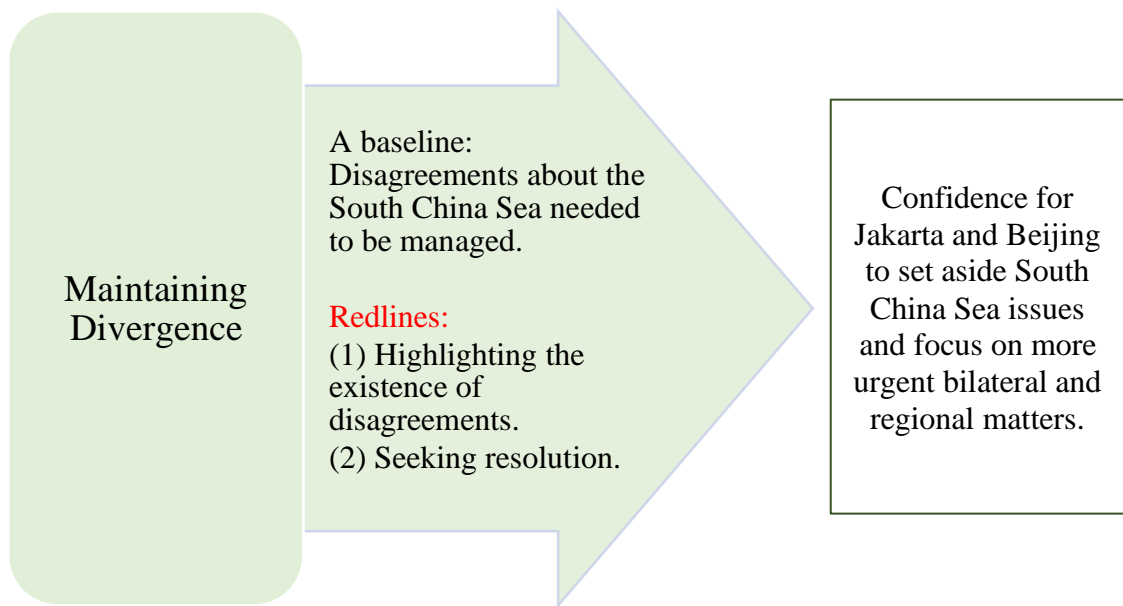 Maintaining
Divergence
A baseline:
Disagreements about the
South China Sea needed
to be managed.
Redlines:
(1) Highlighting the
existence of
disagreements.
(2) Seeking resolution.
Confidence for
Jakarta and Beijing
to set aside South
China Sea issues
and focus on more
urgent bilateral and
regional matters.